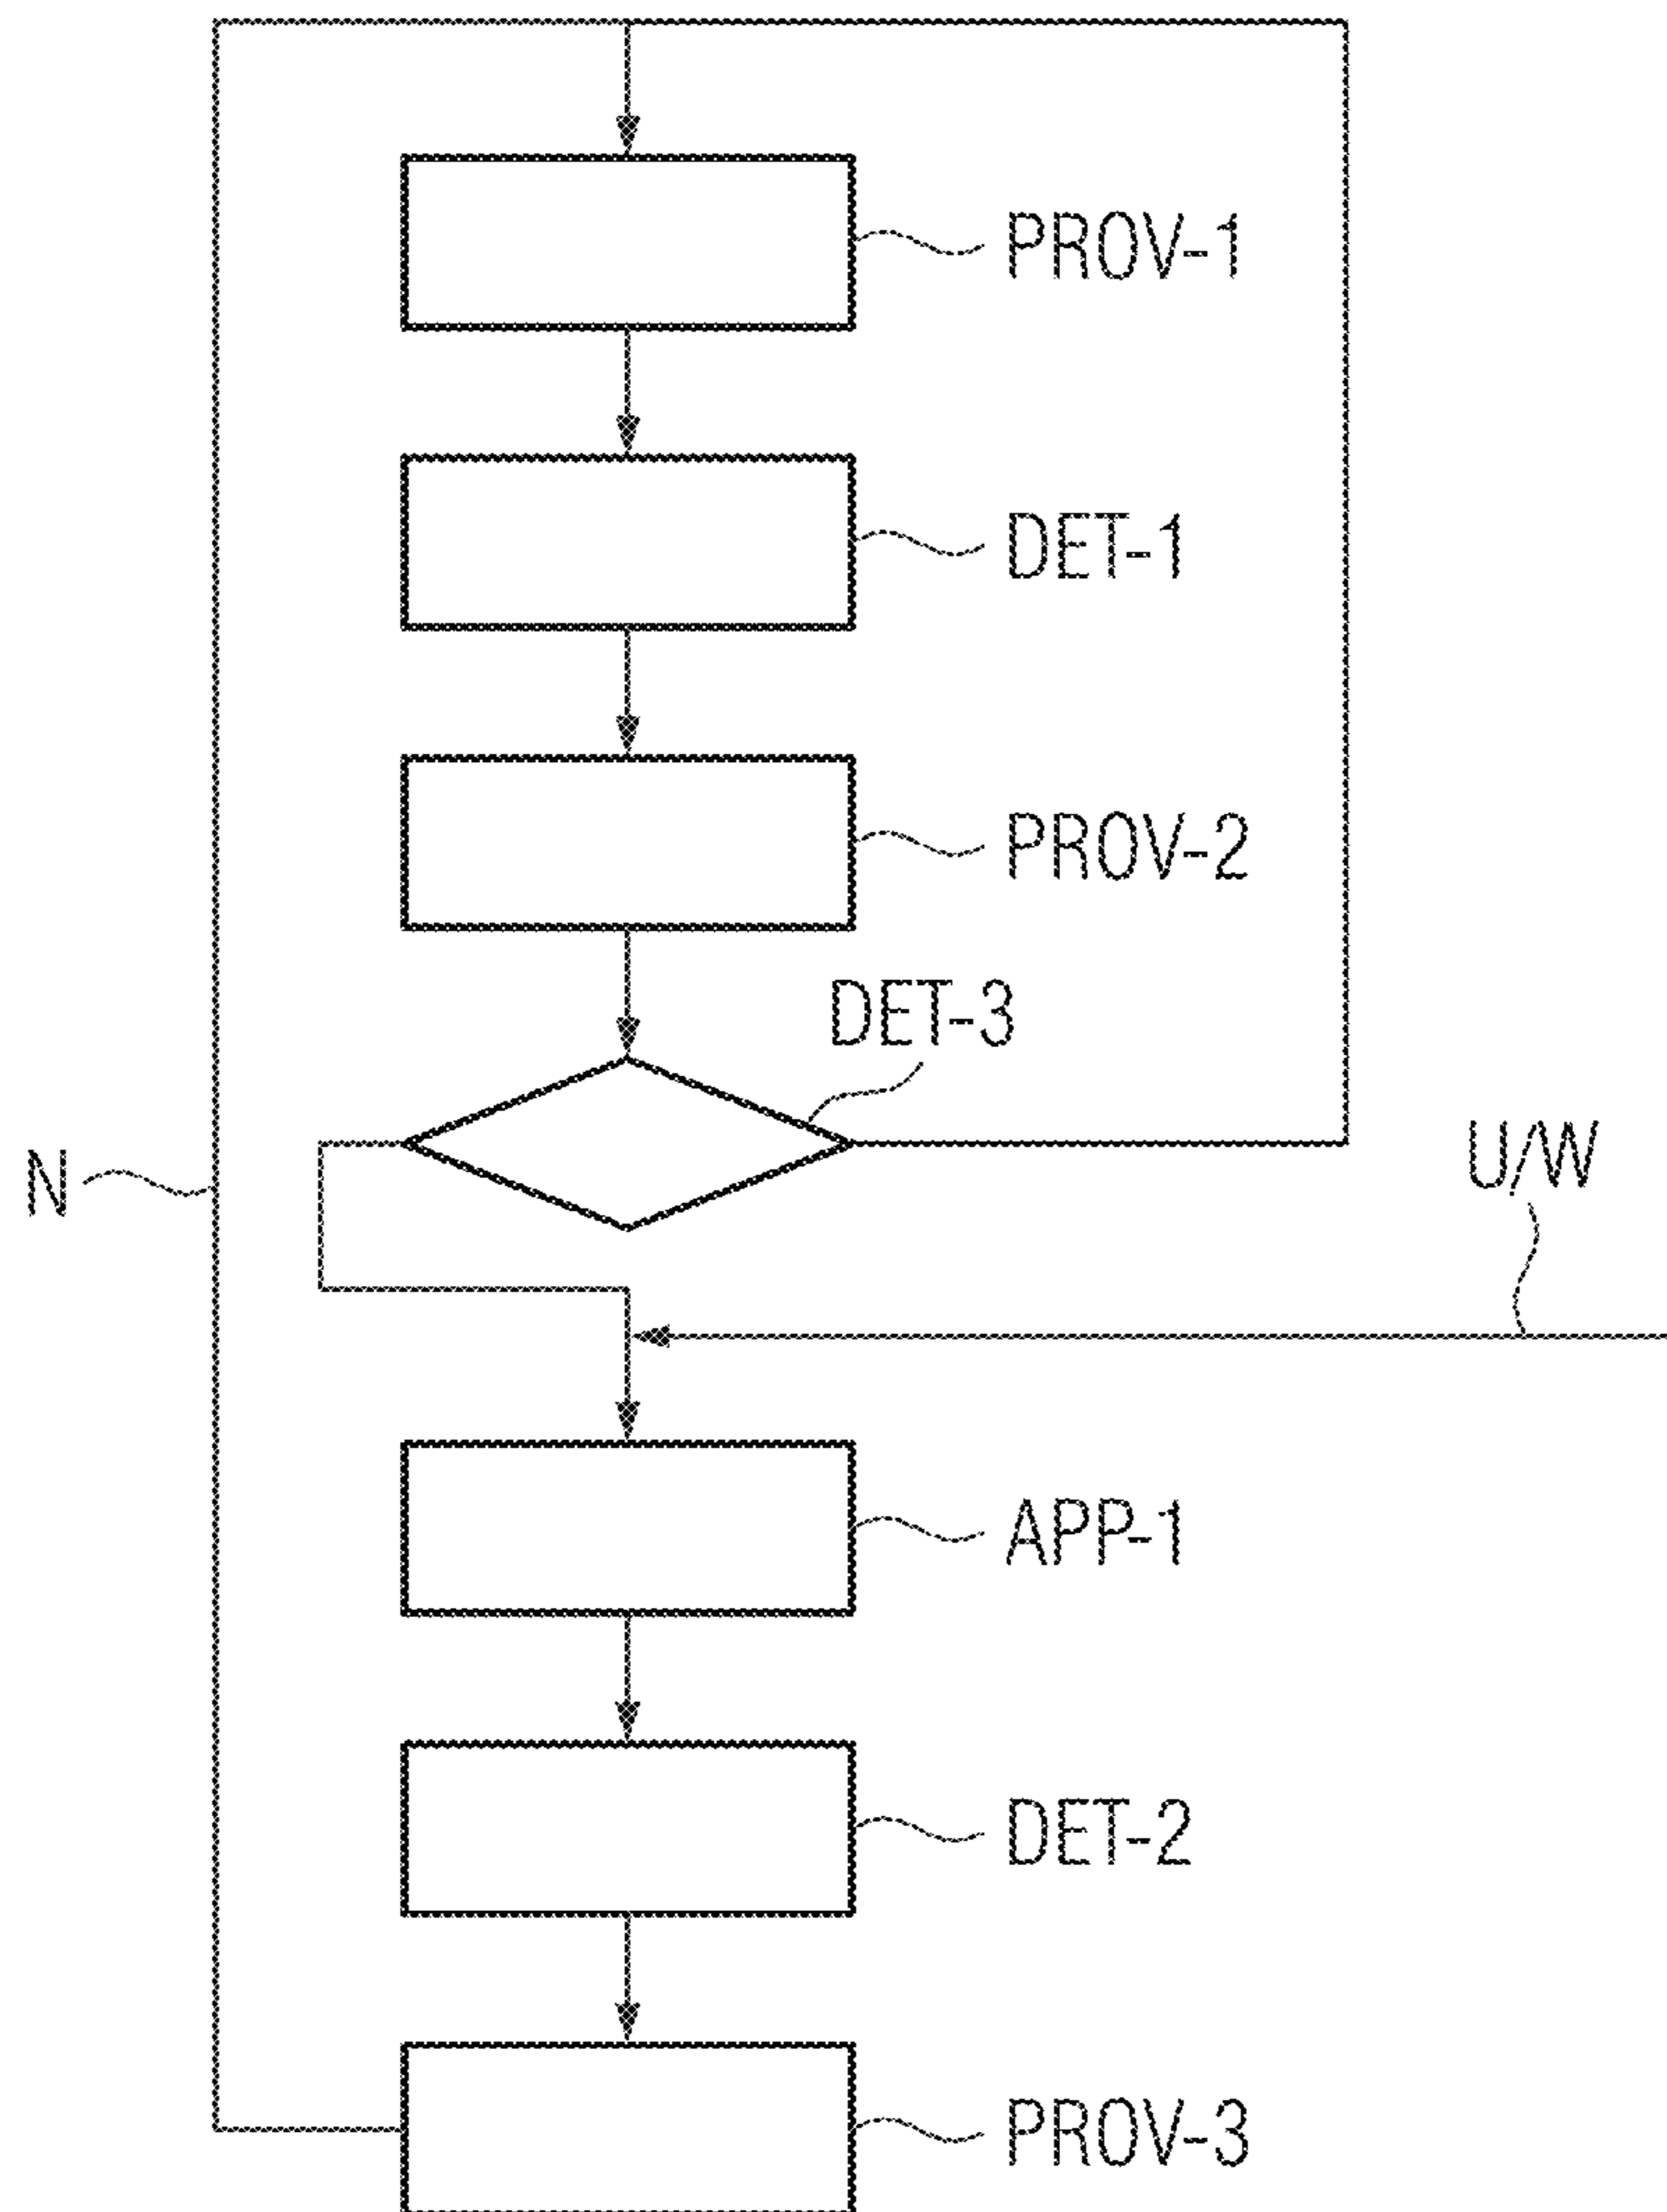 PROV-1
DET-1
PROV-2
DET-3
N
U/W
APP-1
DET-2
PROV-3